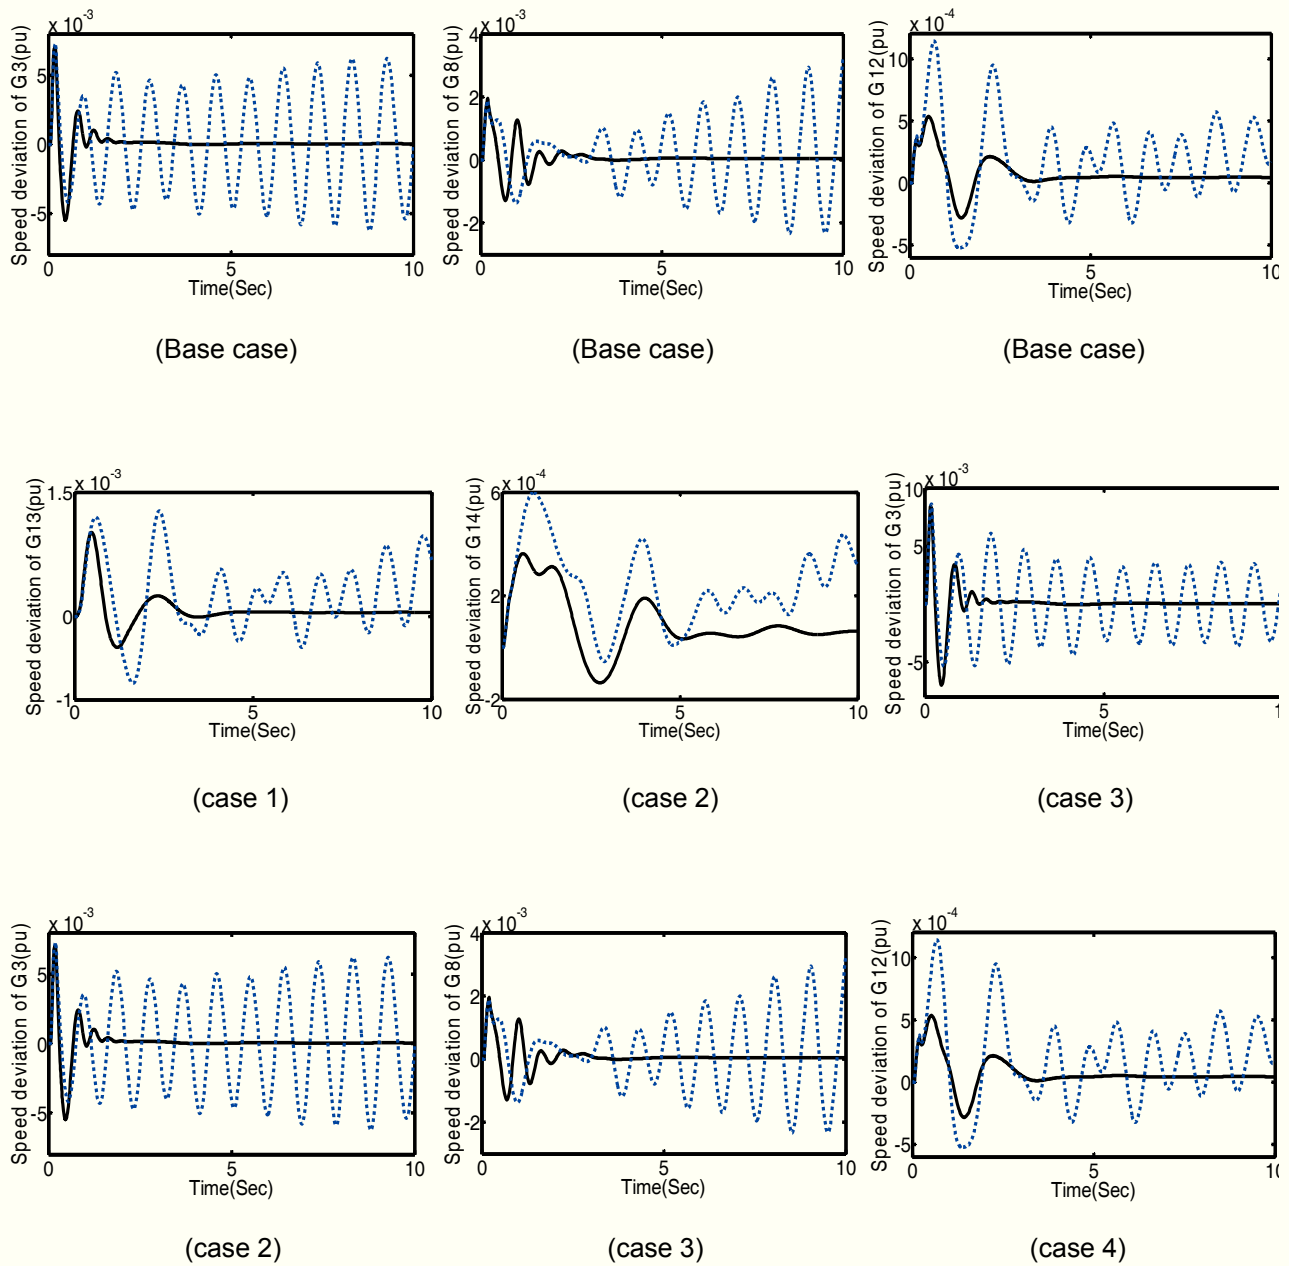 x 10-3
Speed deviation of G3(pu)
5
0
-5
0
5
10
Time(Sec)
(Base case)
x 10-3
Speed deviation of G8(pu)
4
2
0
-2
0
5
10
Time(Sec)
(Base case)
x 10-4
Speed deviation of G12(pu)
10
5
0
-5
0
5
10
Time(Sec)
(Base case)
x 10-3
Speed deviation of G13(pu)
1.5
0
-1
0
5
10
Time(Sec)
(case 1)
x 10-4
Speed deviation of G14(pu)
6
2
-2
0
5
10
Time(Sec)
(case 2)
x 10-3
Speed deviation of G3(pu)
10
5
0
-5
0
5
1
Time(Sec)
(case 3)
x 10-3
Speed deviation of G3(pu)
5
0
-5
0
5
10
Time(Sec)
(case 2)
x 10-3
Speed deviation of G8(pu)
4
2
0
-2
0
5
10
Time(Sec)
(case 3)
x 10-4
Speed deviation of G12(pu)
10
5
0
-5
0
5
10
Time(Sec)
(case 4)